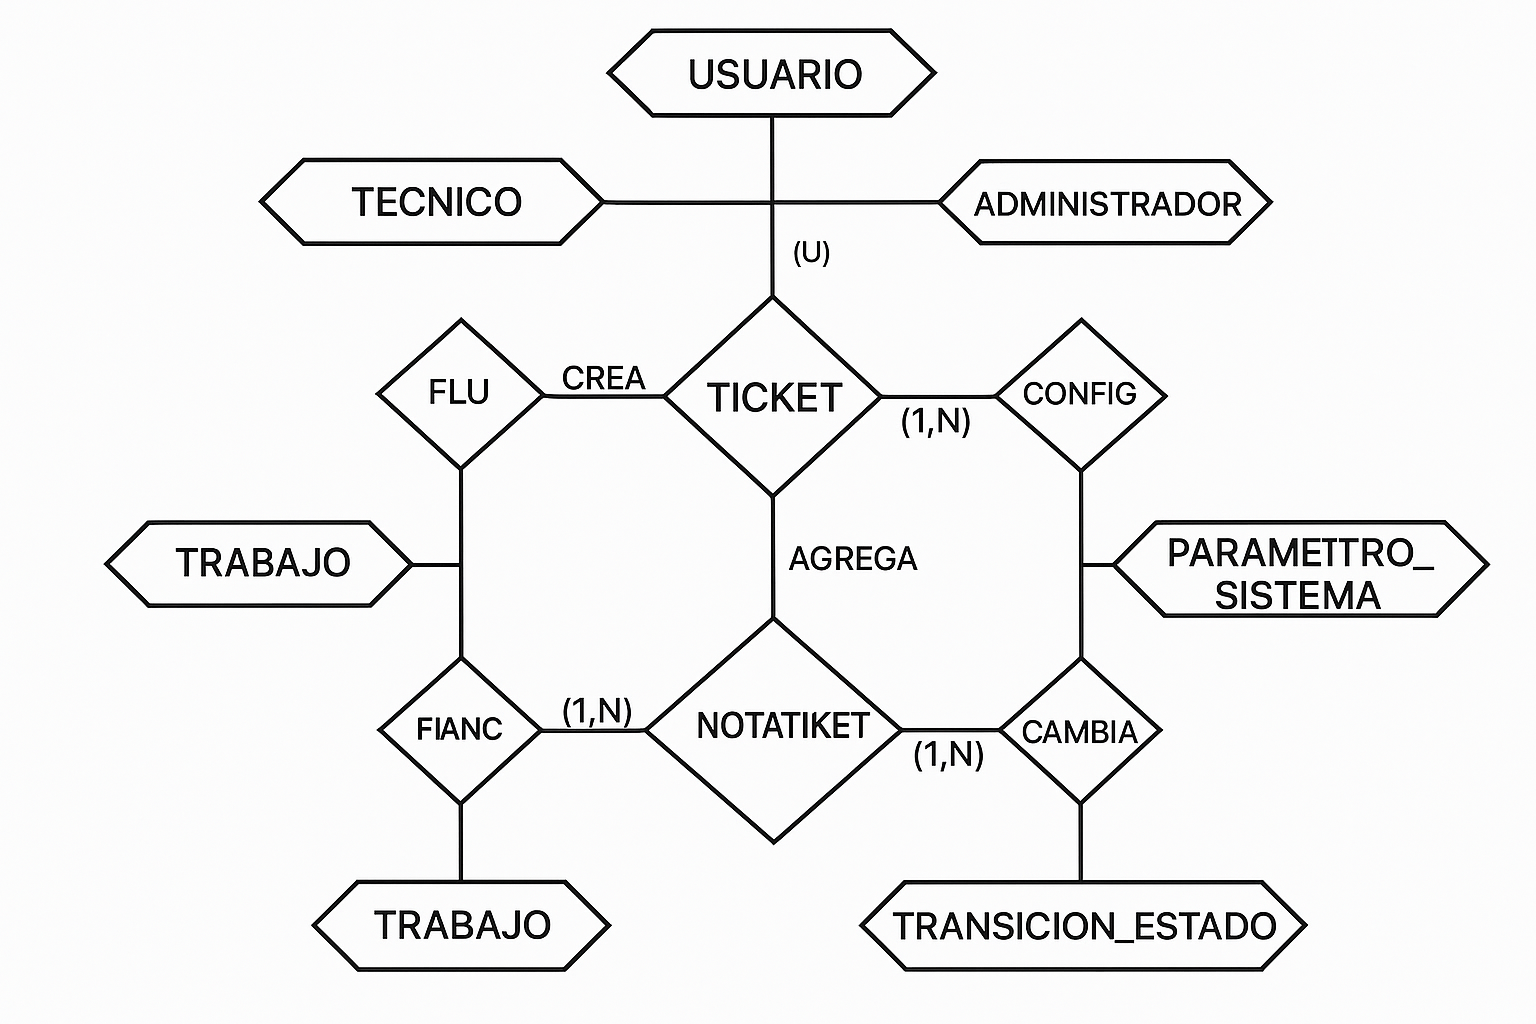 USUARIO
TECNICO
ADMINISTRADOR
(U)
FLU
CREA
TICKET
(1,N)
CONFIG
TRABAJO
AGREGA
PARAMETTRO_
SISTEMA
FIANC
(1,N)
NOTATIKET
(1,N)
CAMBIA
TRABAJO
TRANSICION_ESTADO